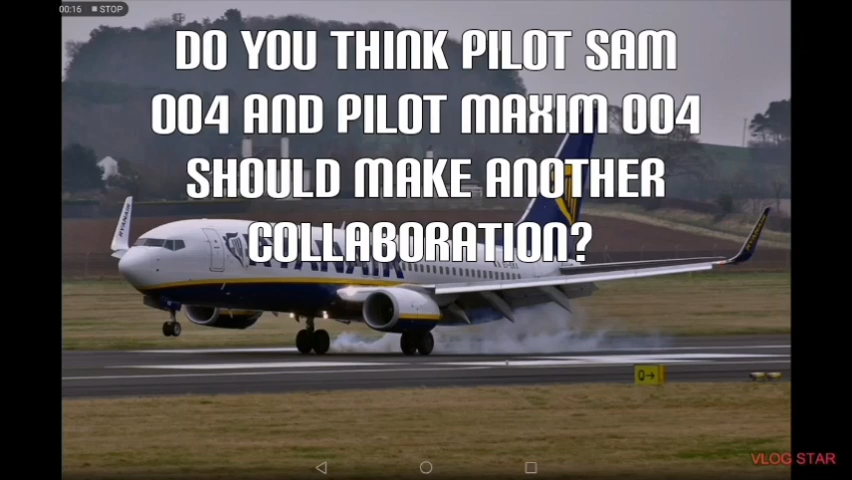 00:16 STOP
DO YOU THINK PILOT SAM
004 AND PILOT MAXIM 004
SHOULD MAKE ANOTHER
COLLABORATION?
RYANAIR
RYANAIR
Q→
VLOG STAR